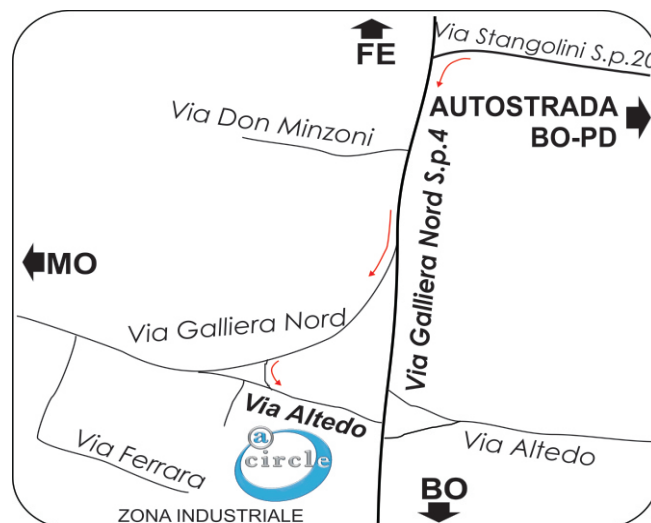 FE
Via Stangolini S.p.20
AUTOSTRADA
BO-PD
Via Don Minzoni
Via Galliera Nord S.p.4
MO
Via Galliera Nord
Via Altedo
Via Altedo
Via Ferrara
a
circle
BO
ZONA INDUSTRIALE